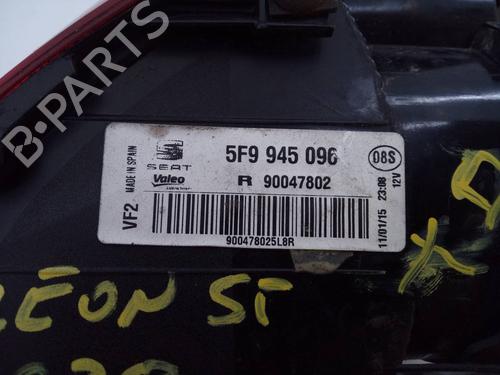 B-PARTS
MADE IN SPAIN
VF2
SEAT
Valeo
5F9 945 096
R 90047802
900478025L8R
D8S
12V
11/01/15 23:08
LEON ST